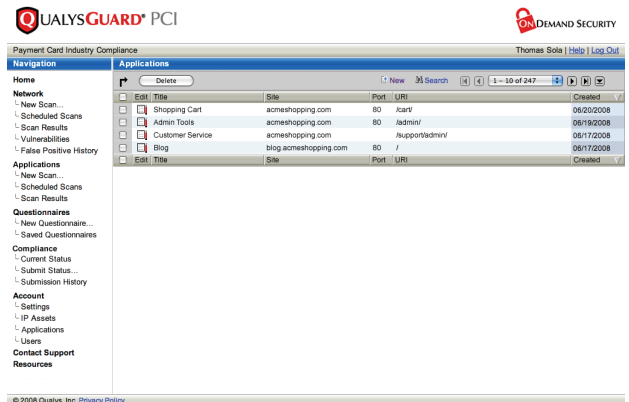 QUALYSGUARD® PCI
ON DEMAND SECURITY
Payment Card Industry Compliance
Thomas Sola | Help | Log Out
Navigation
Applications
Home
Delete
New
Search
1 - 10 of 247
Network
New Scan...
Scheduled Scans
Scan Results
Vulnerabilities
False Positive History
Applications
New Scan...
Scheduled Scans
Scan Results
Questionnaires
New Questionnaire...
Saved Questionnaires
Compliance
Current Status
Submit Status...
Submission History
Account
Settings
IP Assets
Applications
Users
Contact Support
Resources
Edit Title Site Port URI Created
Shopping Cart acmeshopping.com 80 /cart/ 06/20/2008
Admin Tools acmeshopping.com 80 /admin/ 06/19/2008
Customer Service acmeshopping.com /support/admin/ 06/17/2008
Blog blog.acmeshopping.com 80 / 06/17/2008
Edit Title Site Port URI Created
© 2008 Qualys, Inc. Privacy Policy